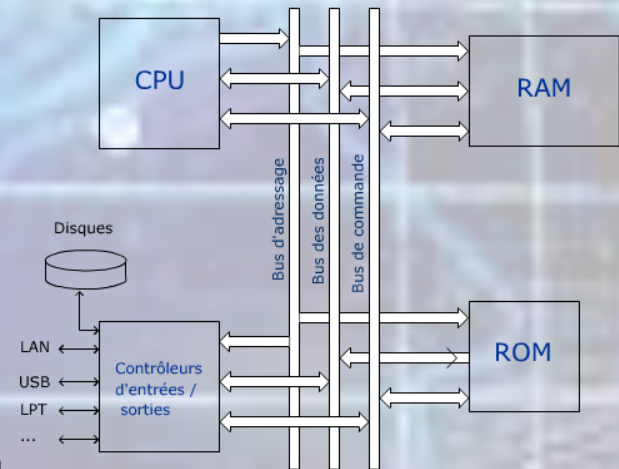 CPU
RAM
Bus d'adressage
Bus des données
Bus de commande
Disques
LAN
USB
LPT
...
Contrôleurs
d'entrées /
sorties
ROM